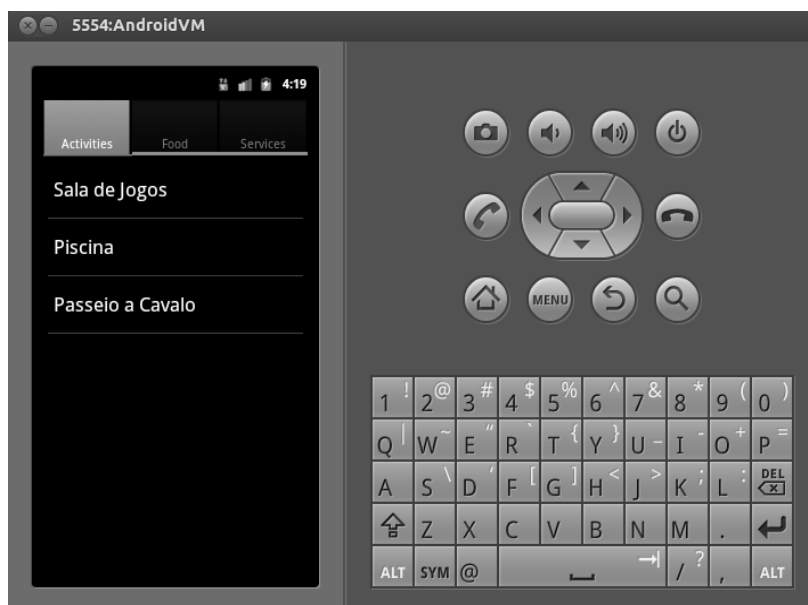 5554:AndroidVM
4:19
Activities Food Services
Sala de Jogos
Piscina
Passeio a Cavalo
MENU
1 ! 2 @ 3 # 4 $ 5 % 6 ^ 7 & 8 * 9 ( 0 )
Q | W ~ E " R ` T { Y } U _ I - O + P =
A S \ D ' F [ G ] H < J > K ; L : DEL
Z X C V B N M .
ALT SYM @ / ? , ALT